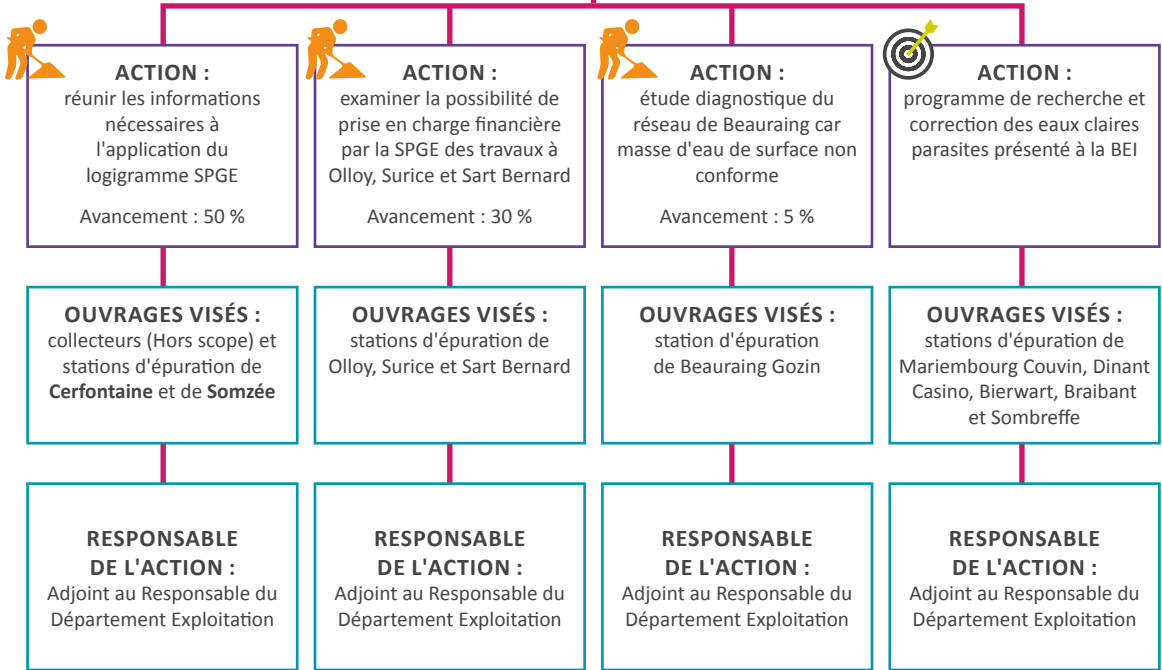 ACTION :
réunir les informations
nécessaires à
l'application du
logigramme SPGE
Avancement : 50 %
ACTION :
examiner la possibilité de
prise en charge financière
par la SPGE des travaux à
Olloy, Surice et Sart Bernard
Avancement : 30 %
ACTION :
étude diagnostique du
réseau de Beauraing car
masse d'eau de surface non
conforme
Avancement : 5 %
ACTION :
programme de recherche et
correction des eaux claires
parasites présenté à la BEI
OUVRAGES VISÉS :
collecteurs (Hors scope) et
stations d'épuration de
Cerfontaine et de Somzée
OUVRAGES VISÉS :
stations d'épuration de
Olloy, Surice et Sart Bernard
OUVRAGES VISÉS :
station d'épuration
de Beauraing Gozin
OUVRAGES VISÉS :
stations d'épuration de
Mariembourg Couvin, Dinant
Casino, Bierwart, Braibant
et Sombreffe
RESPONSABLE
DE L'ACTION :
Adjoint au Responsable du
Département Exploitation
RESPONSABLE
DE L'ACTION :
Adjoint au Responsable du
Département Exploitation
RESPONSABLE
DE L'ACTION :
Adjoint au Responsable du
Département Exploitation
RESPONSABLE
DE L'ACTION :
Adjoint au Responsable du
Département Exploitation